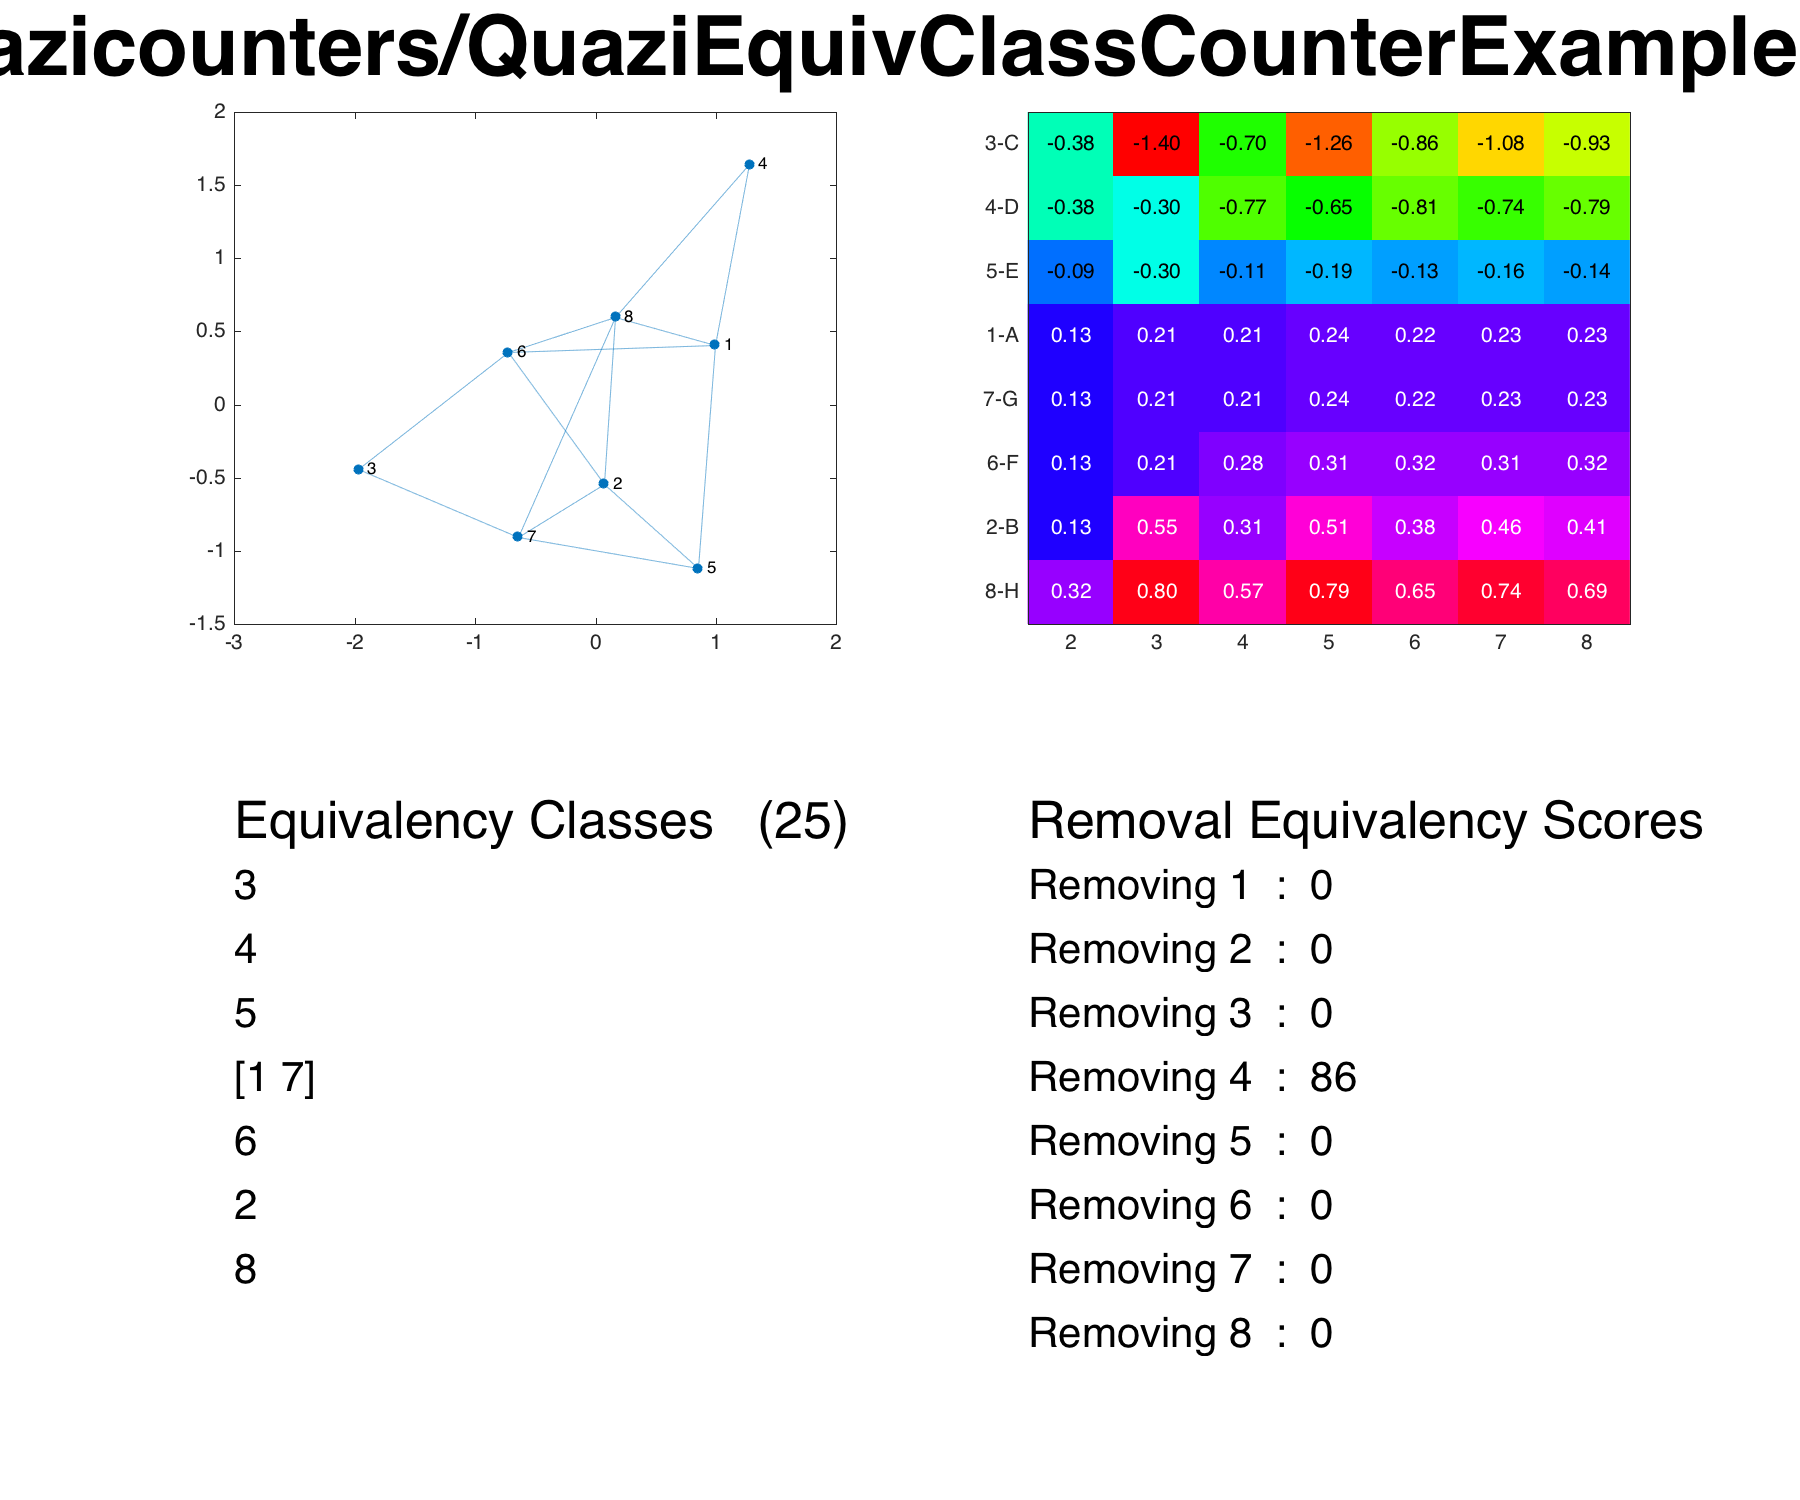 azicounters/QuaziEquivClassCounterExample
2
1.5
1
0.5
0
-0.5
-1
-1.5
-3 -2 -1 0 1 2
4
8
1
6
3
2
7
5
3-C -0.38 -1.40 -0.70 -1.26 -0.86 -1.08 -0.93
4-D -0.38 -0.30 -0.77 -0.65 -0.81 -0.74 -0.79
5-E -0.09 -0.30 -0.11 -0.19 -0.13 -0.16 -0.14
1-A 0.13 0.21 0.21 0.24 0.22 0.23 0.23
7-G 0.13 0.21 0.21 0.24 0.22 0.23 0.23
6-F 0.13 0.21 0.28 0.31 0.32 0.31 0.32
2-B 0.13 0.55 0.31 0.51 0.38 0.46 0.41
8-H 0.32 0.80 0.57 0.79 0.65 0.74 0.69
2 3 4 5 6 7 8
Equivalency Classes (25)
3
4
5
[1 7]
6
2
8
Removal Equivalency Scores
Removing 1 : 0
Removing 2 : 0
Removing 3 : 0
Removing 4 : 86
Removing 5 : 0
Removing 6 : 0
Removing 7 : 0
Removing 8 : 0